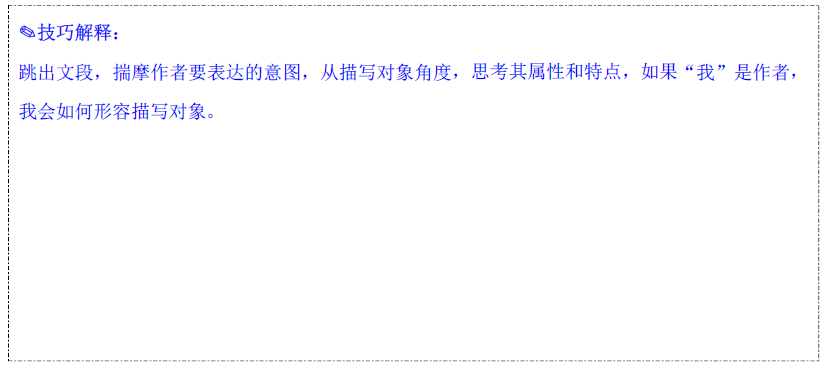 ✎技巧解释：
跳出文段，揣摩作者要表达的意图，从描写对象角度，思考其属性和特点，如果“我”是作者，
我会如何形容描写对象。